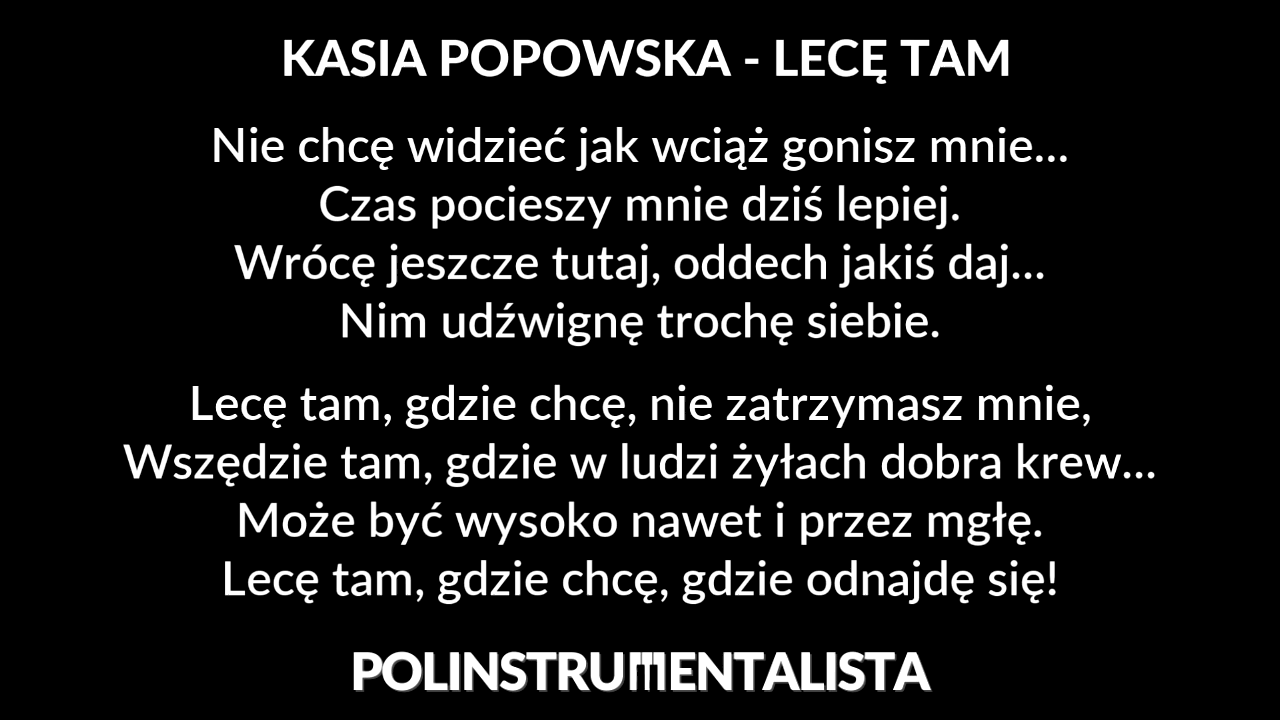 KASIA POPOWSKA - LECĘ TAM
Nie chcę widzieć jak wciąż gonisz mnie...
Czas pocieszy mnie dziś lepiej.
Wrócę jeszcze tutaj, oddech jakiś daj...
Nim udźwignę trochę siebie.
Lecę tam, gdzie chcę, nie zatrzymasz mnie,
Wszędzie tam, gdzie w ludzi żyłach dobra krew...
Może być wysoko nawet i przez mgłę.
Lecę tam, gdzie chcę, gdzie odnajdę się!
POLINSTRUMENTALISTA